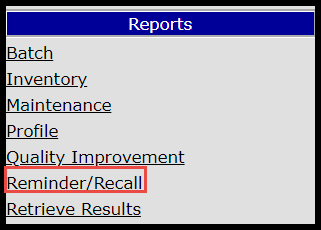 Reports
Batch
Inventory
Maintenance
Profile
Quality Improvement
Reminder/Recall
Retrieve Results